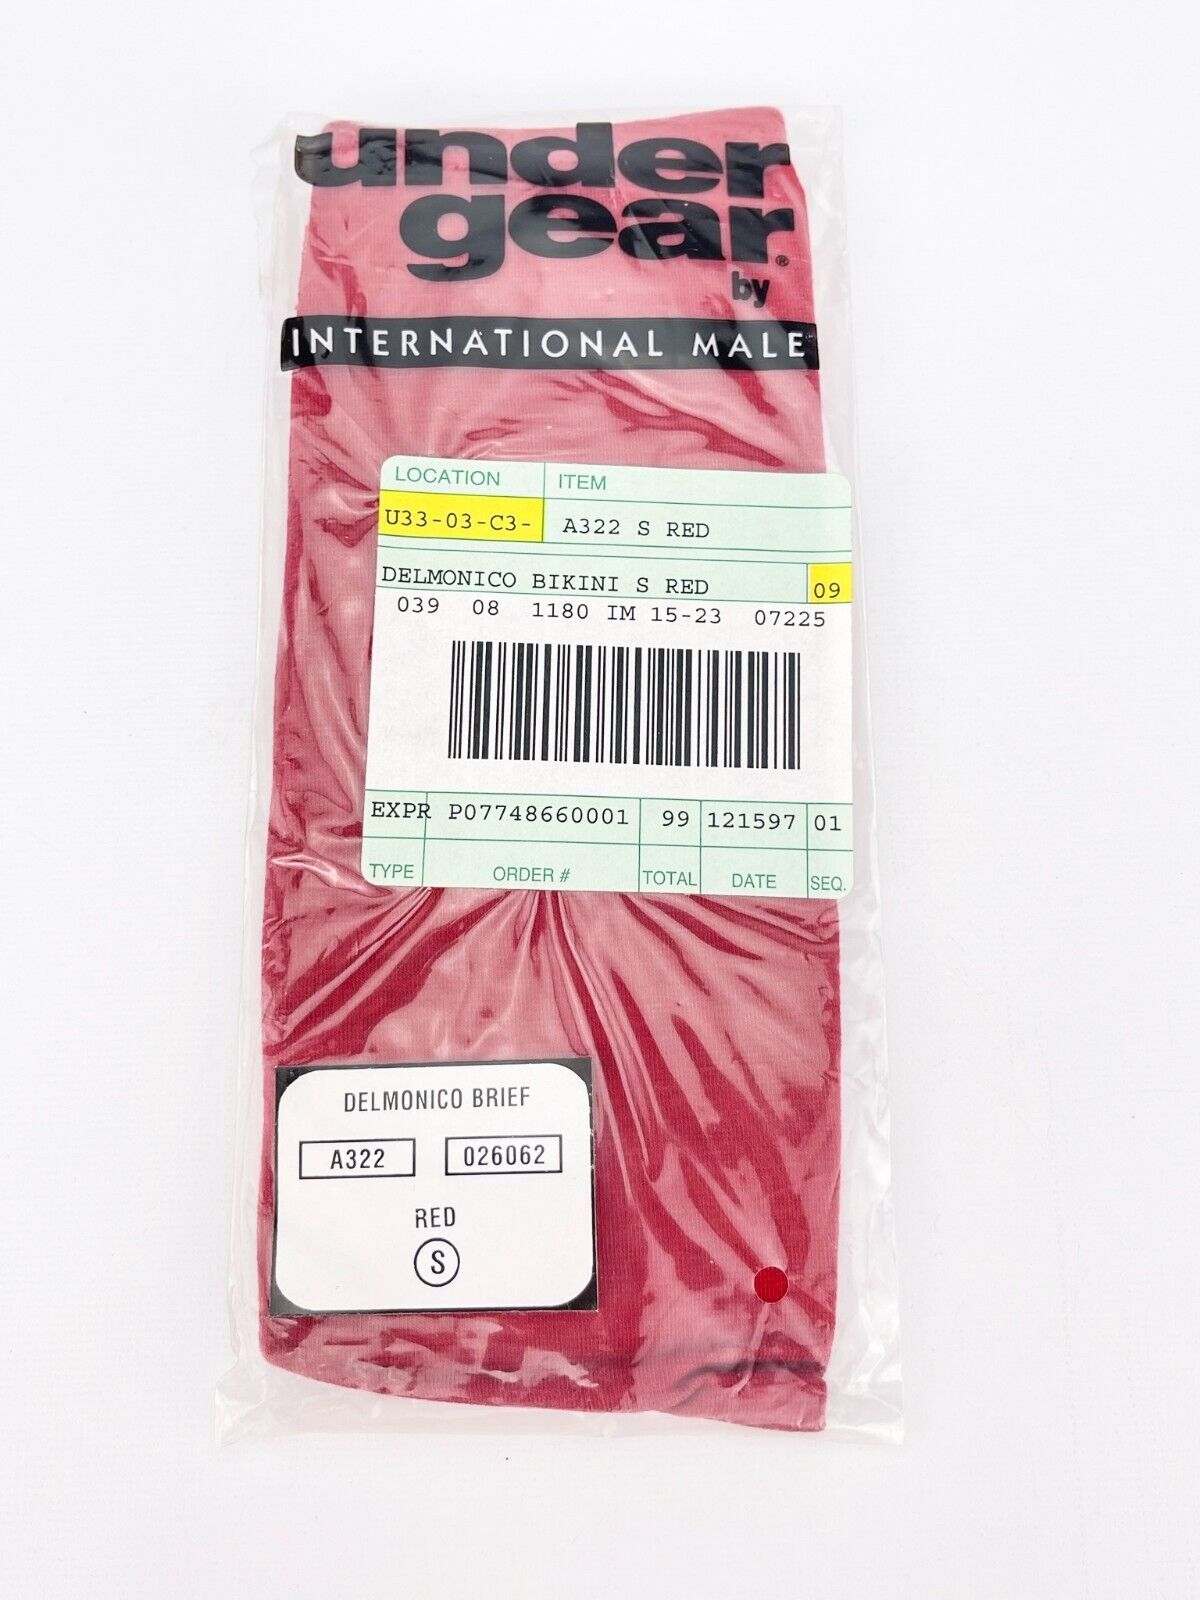 under
gear®
by
INTERNATIONAL MALE
LOCATION ITEM
U33-03-C3- A322 S RED
DELMONICO BIKINI S RED 09
039 08 1180 IM 15-23 07225
EXPR P07748660001 99 121597 01
TYPE ORDER # TOTAL DATE SEQ.
DELMONICO BRIEF
A322 026062
RED
S